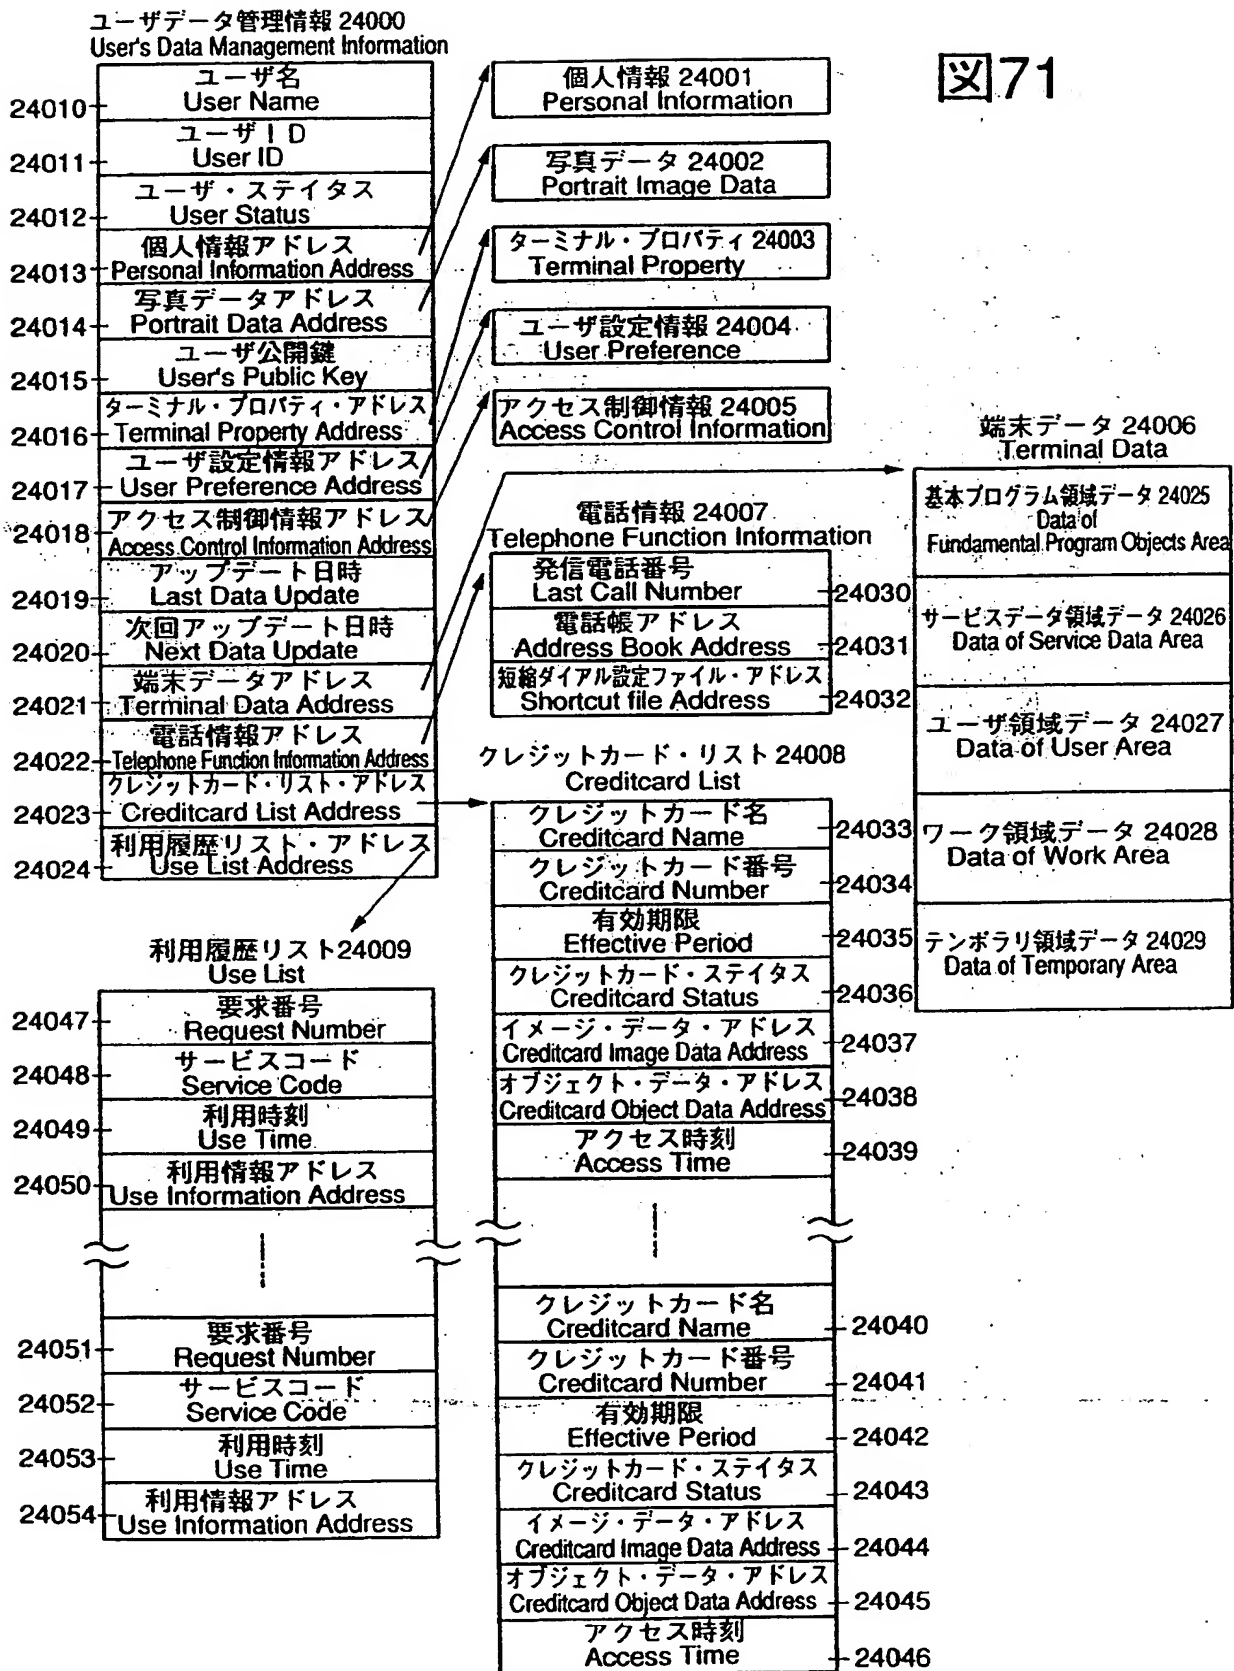 図71
ユーザデータ管理情報 24000
User's Data Management Information
ユーザ名
User Name
24010
ユーザID
User ID
24011
ユーザ・ステイタス
User Status
24012
個人情報アドレス
Personal Information Address
24013
写真データアドレス
Portrait Data Address
24014
ユーザ公開鍵
User's Public Key
24015
ターミナル・プロパティ・アドレス
Terminal Property Address
24016
ユーザ設定情報アドレス
User Preference Address
24017
アクセス制御情報アドレス
Access Control Information Address
24018
アップデート日時
Last Data Update
24019
次回アップデート日時
Next Data Update
24020
端末データアドレス
Terminal Data Address
24021
電話情報アドレス
Telephone Function Information Address
24022
クレジットカード・リスト・アドレス
Creditcard List Address
24023
利用履歴リスト・アドレス
Use List Address
24024
利用履歴リスト24009
Use List
要求番号
Request Number
24047
サービスコード
Service Code
24048
利用時刻
Use Time
24049
利用情報アドレス
Use Information Address
24050
要求番号
Request Number
24051
サービスコード
Service Code
24052
利用時刻
Use Time
24053
利用情報アドレス
Use Information Address
24054
個人情報 24001
Personal Information
写真データ 24002
Portrait Image Data
ターミナル・プロパティ 24003
Terminal Property
ユーザ設定情報 24004
User Preference
アクセス制御情報 24005
Access Control Information
電話情報 24007
Telephone Function Information
発信電話番号
Last Call Number
24030
電話帳アドレス
Address Book Address
24031
短縮ダイアル設定ファイル・アドレス
Shortcut file Address
24032
クレジットカード・リスト 24008
Creditcard List
クレジットカード名
Creditcard Name
24033
クレジットカード番号
Creditcard Number
24034
有効期限
Effective Period
24035
クレジットカード・ステイタス
Creditcard Status
24036
イメージ・データ・アドレス
Creditcard Image Data Address
24037
オブジェクト・データ・アドレス
Creditcard Object Data Address
24038
アクセス時刻
Access Time
24039
クレジットカード名
Creditcard Name
24040
クレジットカード番号
Creditcard Number
24041
有効期限
Effective Period
24042
クレジットカード・ステイタス
Creditcard Status
24043
イメージ・データ・アドレス
Creditcard Image Data Address
24044
オブジェクト・データ・アドレス
Creditcard Object Data Address
24045
アクセス時刻
Access Time
24046
端末データ 24006
Terminal Data
基本プログラム領域データ 24025
Data of
Fundamental Program Objects Area
サービスデータ領域データ 24026
Data of Service Data Area
ユーザ領域データ 24027
Data of User Area
ワーク領域データ 24028
Data of Work Area
テンポラリ領域データ 24029
Data of Temporary Area